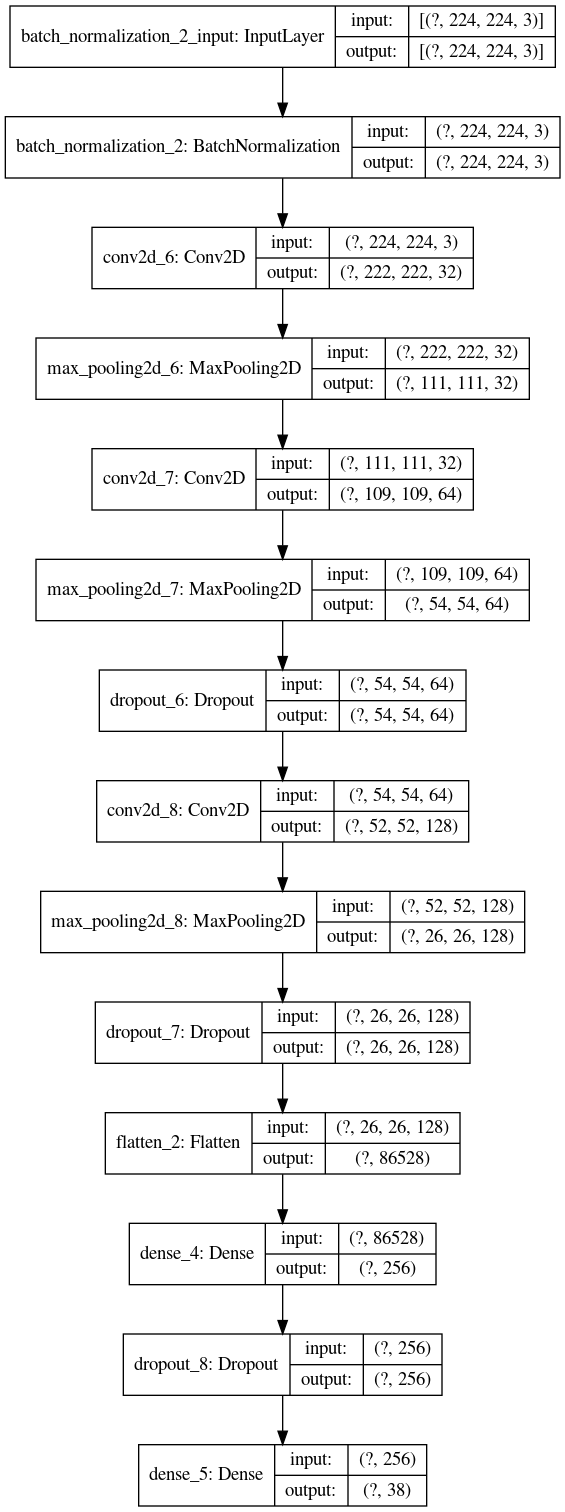 batch_normalization_2_input: InputLayer
input: [(?, 224, 224, 3)]
output: [(?, 224, 224, 3)]
batch_normalization_2: BatchNormalization
input: (?, 224, 224, 3)
output: (?, 224, 224, 3)
conv2d_6: Conv2D
input: (?, 224, 224, 3)
output: (?, 222, 222, 32)
max_pooling2d_6: MaxPooling2D
input: (?, 222, 222, 32)
output: (?, 111, 111, 32)
conv2d_7: Conv2D
input: (?, 111, 111, 32)
output: (?, 109, 109, 64)
max_pooling2d_7: MaxPooling2D
input: (?, 109, 109, 64)
output: (?, 54, 54, 64)
dropout_6: Dropout
input: (?, 54, 54, 64)
output: (?, 54, 54, 64)
conv2d_8: Conv2D
input: (?, 54, 54, 64)
output: (?, 52, 52, 128)
max_pooling2d_8: MaxPooling2D
input: (?, 52, 52, 128)
output: (?, 26, 26, 128)
dropout_7: Dropout
input: (?, 26, 26, 128)
output: (?, 26, 26, 128)
flatten_2: Flatten
input: (?, 26, 26, 128)
output: (?, 86528)
dense_4: Dense
input: (?, 86528)
output: (?, 256)
dropout_8: Dropout
input: (?, 256)
output: (?, 256)
dense_5: Dense
input: (?, 256)
output: (?, 38)